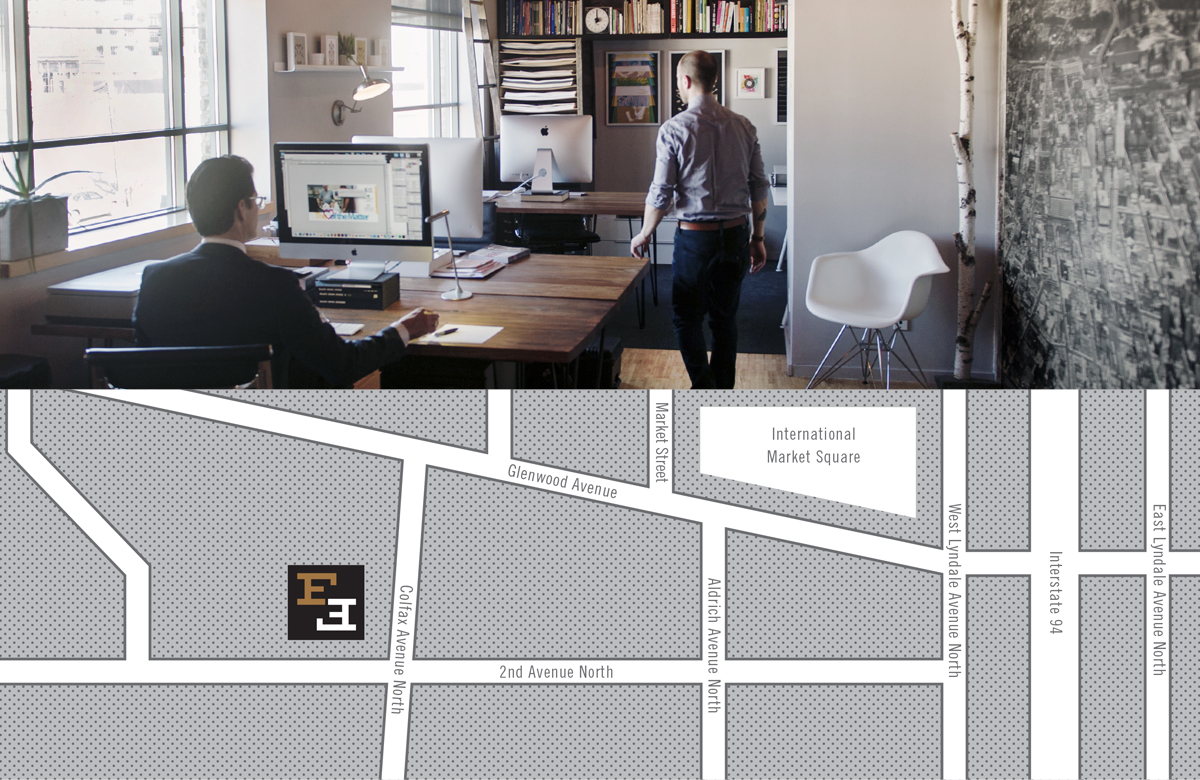 Market Street
International
Market Square
Glenwood Avenue
West Lyndale Avenue North
East Lyndale Avenue North
Interstate 94
Colfax Avenue North
Aldrich Avenue North
2nd Avenue North